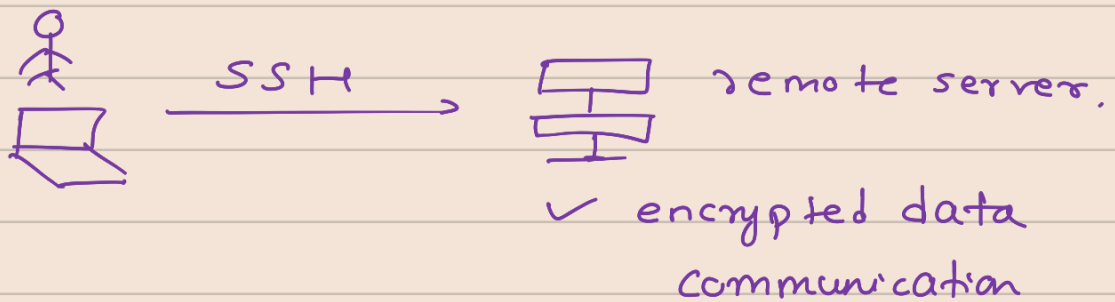 SSH
remote server.
✓ encrypted data
communication